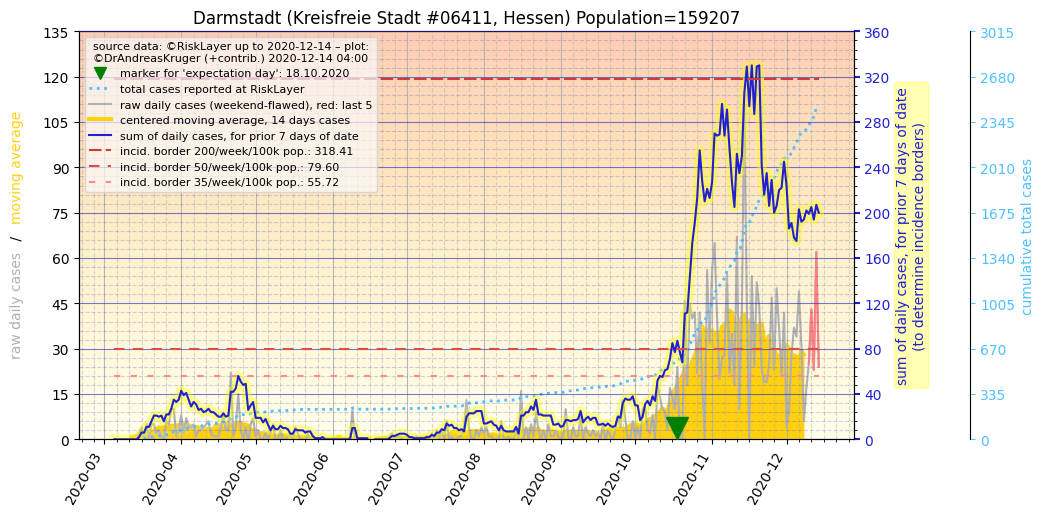 Darmstadt (Kreisfreie Stadt #06411, Hessen) Population=159207
source data: ©RiskLayer up to 2020-12-14 – plot:
©DrAndreasKruger (+contrib.) 2020-12-14 04:00
marker for 'expectation day': 18.10.2020
total cases reported at RiskLayer
raw daily cases (weekend-flawed), red: last 5
centered moving average, 14 days cases
sum of daily cases, for prior 7 days of date
incid. border 200/week/100k pop.: 318.41
incid. border 50/week/100k pop.: 79.60
incid. border 35/week/100k pop.: 55.72
raw daily cases / moving average
135
120
105
90
75
60
45
30
15
0
2020-03
2020-04
2020-05
2020-06
2020-07
2020-08
2020-09
2020-10
2020-11
2020-12
360
320
280
240
200
160
120
80
40
0
sum of daily cases, for prior 7 days of date
(to determine incidence borders)
3015
2680
2345
2010
1675
1340
1005
670
335
0
cumulative total cases